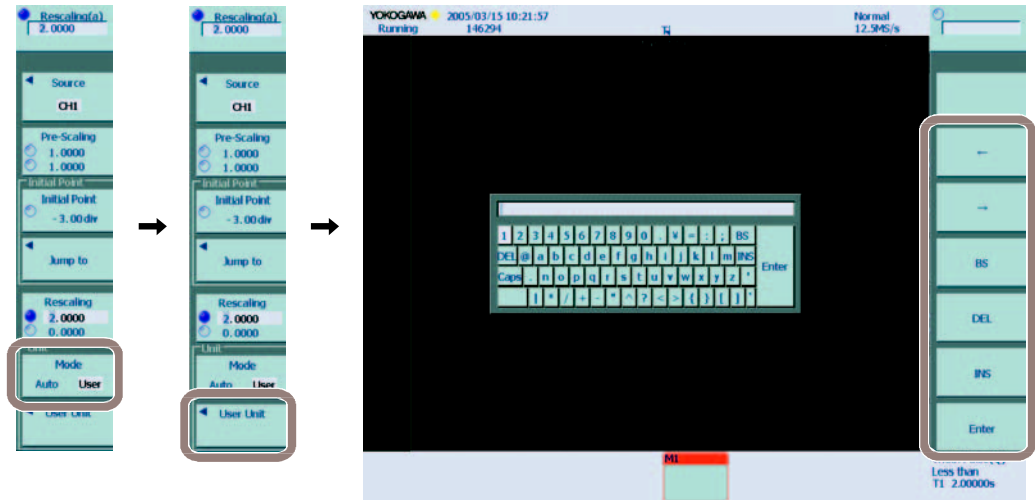 Rescaling(a)
2.0000
Source
CH1
Pre-Scaling
1.0000
1.0000
Initial Point
Initial Point
-3.00div
Jump to
Rescaling
2.0000
0.0000
Unit
Mode
Auto User
User Unit
Rescaling(a)
2.0000
Source
CH1
Pre-Scaling
1.0000
1.0000
Initial Point
Initial Point
-3.00div
Jump to
Rescaling
2.0000
0.0000
Unit
Mode
Auto User
User Unit
YOKOGAWA 2005/03/15 10:21:57 Normal
Running 146294 12.5MS/s
1 2 3 4 5 6 7 8 9 0 . ¥ = : ; BS
DEL @ a b c d e f g h i j k l m INS
Caps n o p q r s t u v w x y z Enter
| * / + - " ^ ? < > { } [ ]
←
→
BS
DEL
INS
Enter
M1
Less than
T1 2.00000s